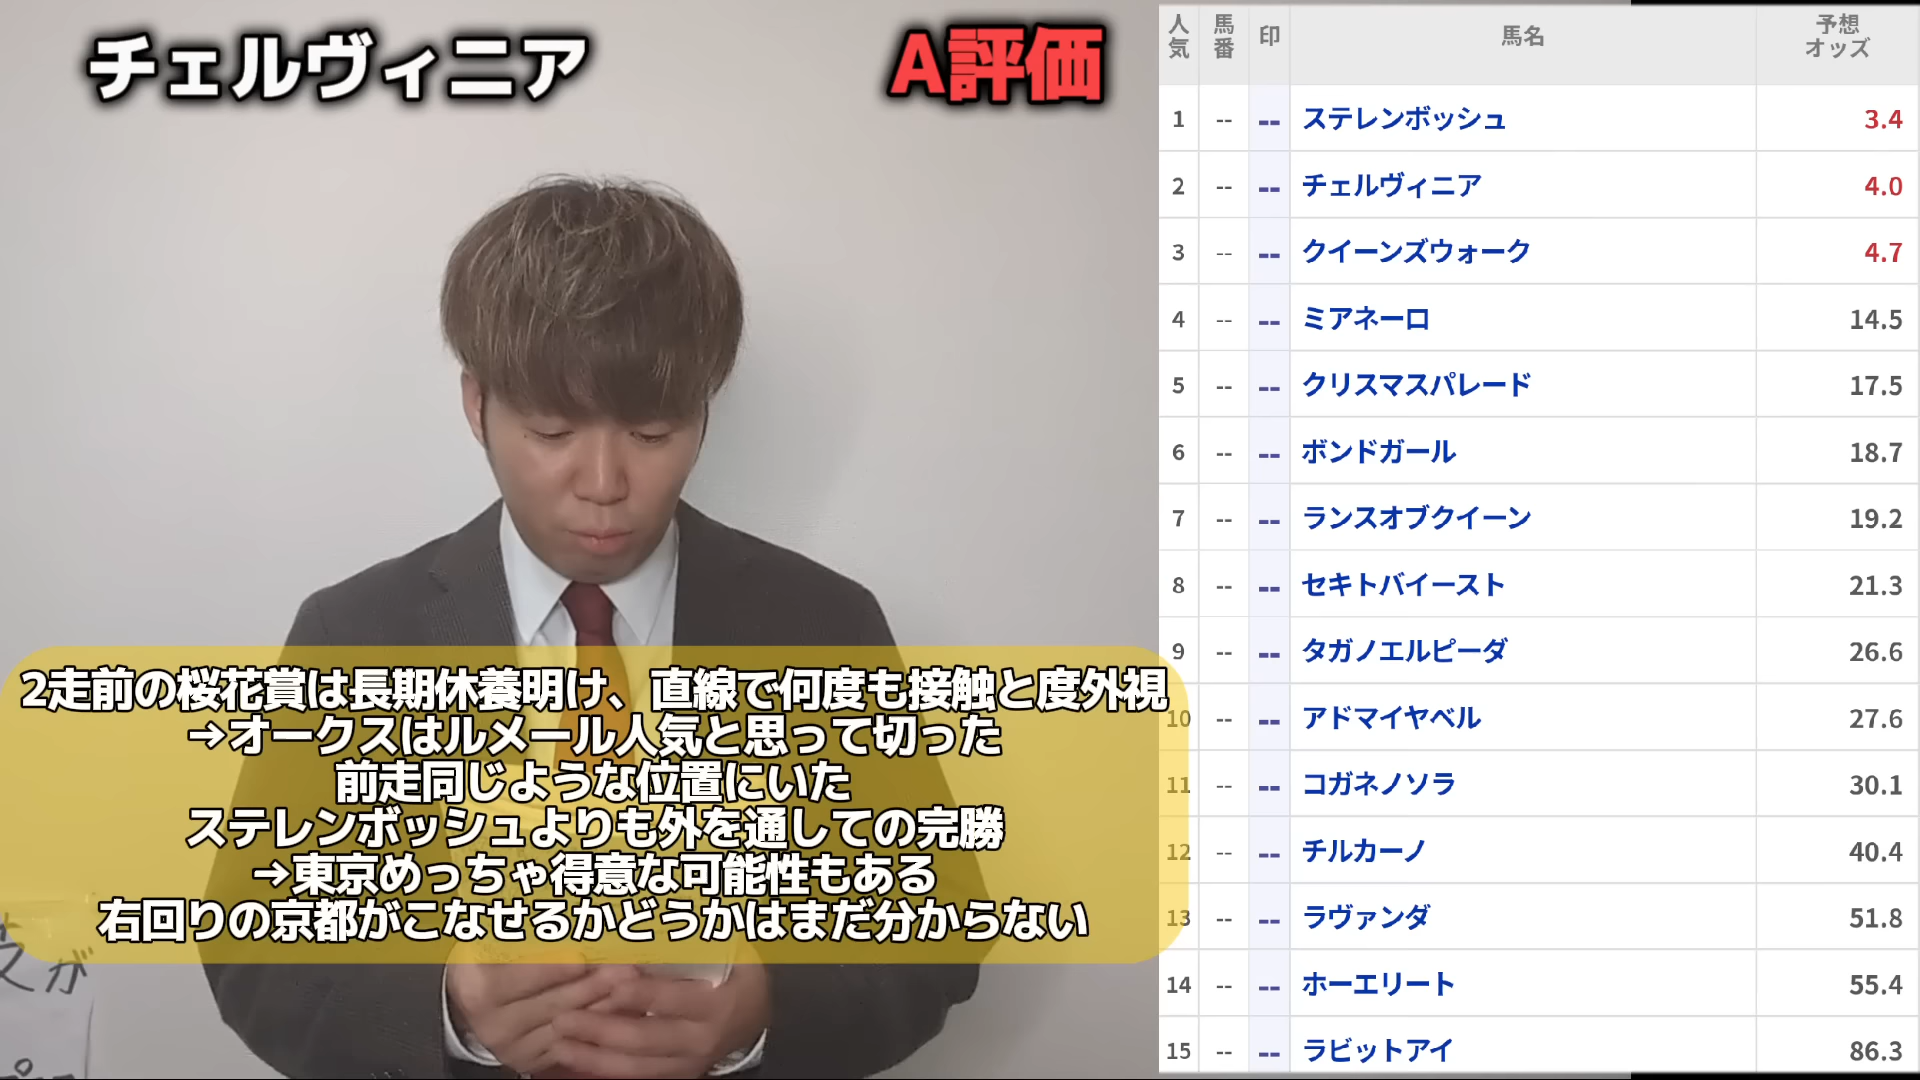 チェルヴィニア
A評価
2走前の桜花賞は長期休養明け、直線で何度も接触と度外視
→オークスはルメール人気と思って切った
前走同じような位置にいた
ステレンボッシュよりも外を通しての完勝
→東京めっちゃ得意な可能性もある
右回りの京都がこなせるかどうかはまだ分からない
人気 馬番 印 馬名 予想オッズ
1 -- -- ステレンボッシュ 3.4
2 -- -- チェルヴィニア 4.0
3 -- -- クイーンズウォーク 4.7
4 -- -- ミアネーロ 14.5
5 -- -- クリスマスパレード 17.5
6 -- -- ボンドガール 18.7
7 -- -- ランスオブクイーン 19.2
8 -- -- セキトバイースト 21.3
9 -- -- タガノエルピーダ 26.6
10 -- -- アドマイヤベル 27.6
11 -- -- コガネノソラ 30.1
12 -- -- チルカーノ 40.4
13 -- -- ラヴァンダ 51.8
14 -- -- ホーエリート 55.4
15 -- -- ラビットアイ 86.3